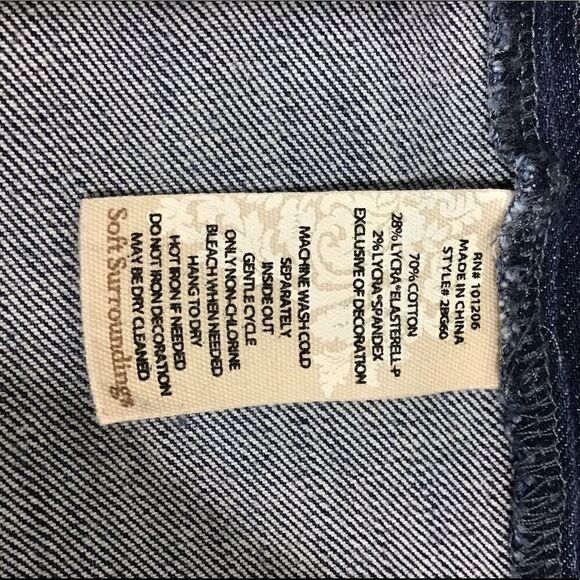 RN# 101206
MADE IN CHINA
STYLE# 2BG60
70% COTTON
28% LYCRA®ELASTERELL-P
2% LYCRA®SPANDEX
EXCLUSIVE OF DECORATION
MACHINE WASH COLD
SEPARATELY
INSIDE OUT
GENTLE CYCLE
ONLY NON-CHLORINE
BLEACH WHEN NEEDED
HANG TO DRY
HOT IRON IF NEEDED
DO NOT IRON DECORATION
MAY BE DRY CLEANED
Soft Surroundings